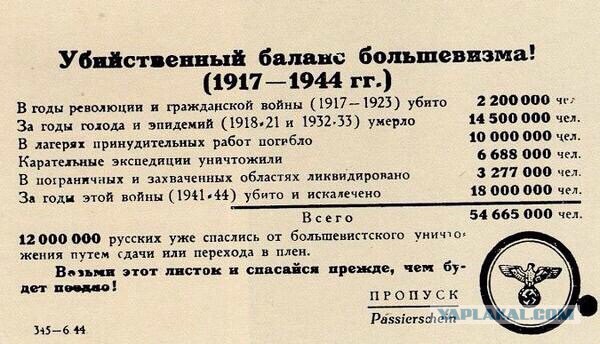 Убийственный баланс большевизма!
(1917—1944 гг.)
В годы революции и гражданской войны (1917—1923) убито 2 200 000 чел.
За годы голода и эпидемий (1918-21 и 1932-33) умерло 14 500 000 чел.
В лагерях принудительных работ погибло 10 000 000 чел.
Карательные экспедиции уничтожили 6 688 000 чел.
В пограничных и захваченных областях ликвидировано 3 277 000 чел.
За годы этой войны (1941-44) убито и искалечено 18 000 000 чел.
Всего 54 665 000 чел.
12 000 000 русских уже спаслись от большевистского уничто-
жения путем сдачи или перехода в плен.
Возьми этот листок и спасайся прежде, чем бу-
дет поздно!
ПРОПУСК
Passierschein
345—6 44
YAPLAKAL.COM